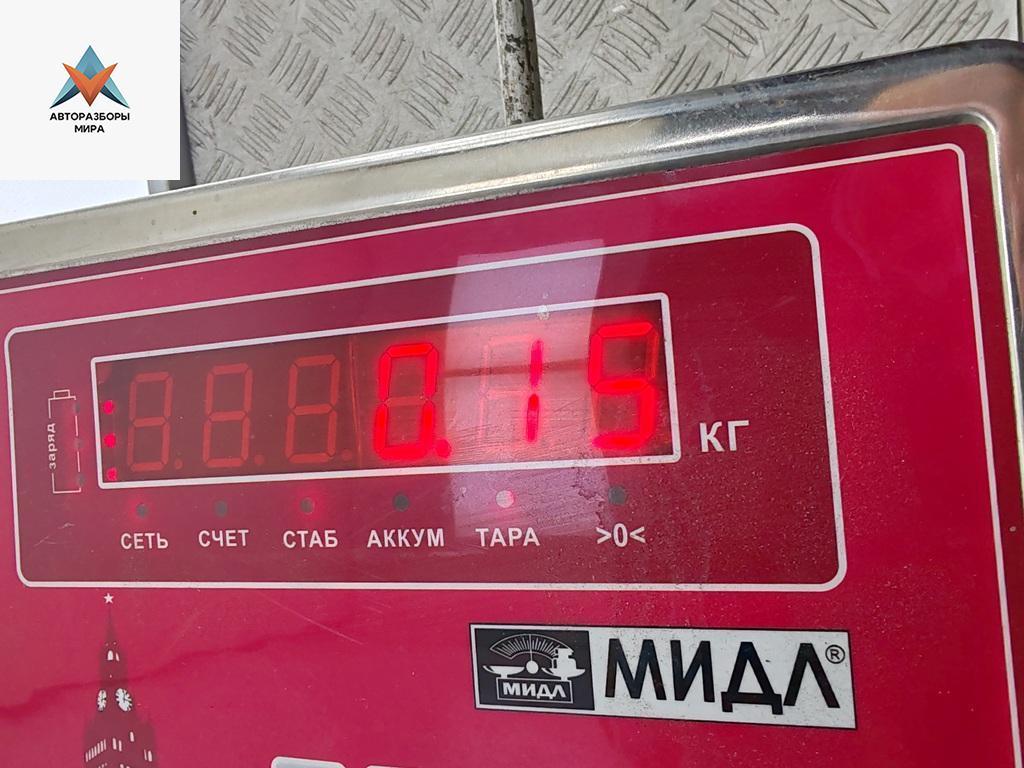 АВТОРАЗБОРЫ
МИРА
заряд
0.15
КГ
СЕТЬ СЧЕТ СТАБ АККУМ ТАРА >0<
МИДЛ МИДЛ®